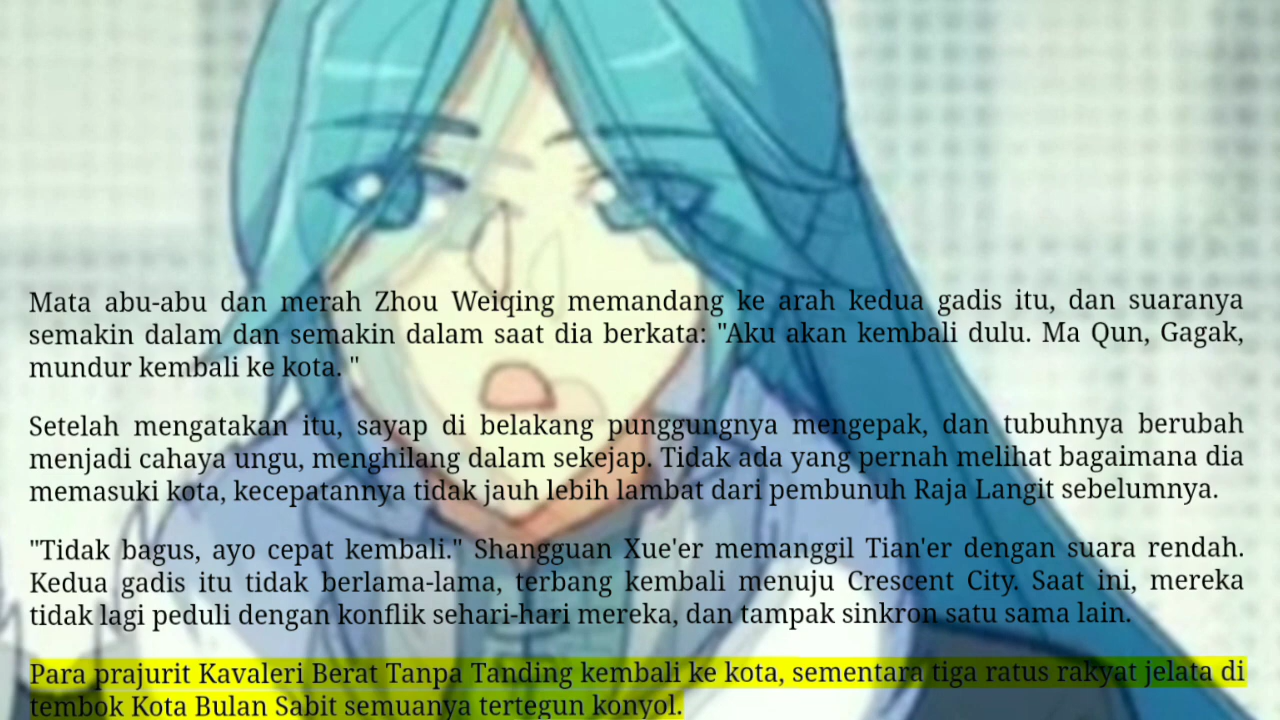 Mata abu-abu dan merah Zhou Weiqing memandang ke arah kedua gadis itu, dan suaranya
semakin dalam dan semakin dalam saat dia berkata: "Aku akan kembali dulu. Ma Qun, Gagak,
mundur kembali ke kota. "
Setelah mengatakan itu, sayap di belakang punggungnya mengepak, dan tubuhnya berubah
menjadi cahaya ungu, menghilang dalam sekejap. Tidak ada yang pernah melihat bagaimana dia
memasuki kota, kecepatannya tidak jauh lebih lambat dari pembunuh Raja Langit sebelumnya.
"Tidak bagus, ayo cepat kembali." Shangguan Xue'er memanggil Tian'er dengan suara rendah.
Kedua gadis itu tidak berlama-lama, terbang kembali menuju Crescent City. Saat ini, mereka
tidak lagi peduli dengan konflik sehari-hari mereka, dan tampak sinkron satu sama lain.
Para prajurit Kavaleri Berat Tanpa Tanding kembali ke kota, sementara tiga ratus rakyat jelata di
tembok Kota Bulan Sabit semuanya tertegun konyol.